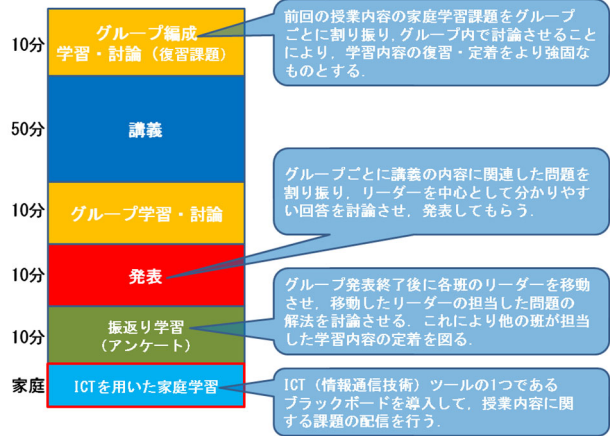 10分
グループ編成
学習・討論（復習課題）
前回の授業内容の家庭学習課題をグループ
ごとに割り振り，グループ内で討論させること
により，学習内容の復習・定着をより強固な
ものとする．
50分
講義
10分
グループ学習・討論
グループごとに講義の内容に関連した問題を
割り振り，リーダーを中心として分かりやす
い回答を討論させ，発表してもらう．
10分
発表
10分
振返り学習
（アンケート）
グループ発表終了後に各班のリーダーを移動
させ，移動したリーダーの担当した問題の
解法を討論させる．これにより他の班が担当
した学習内容の定着を図る．
家庭
ICTを用いた家庭学習
ICT（情報通信技術）ツールの1つである
ブラックボードを導入して，授業内容に関
する課題の配信を行う．